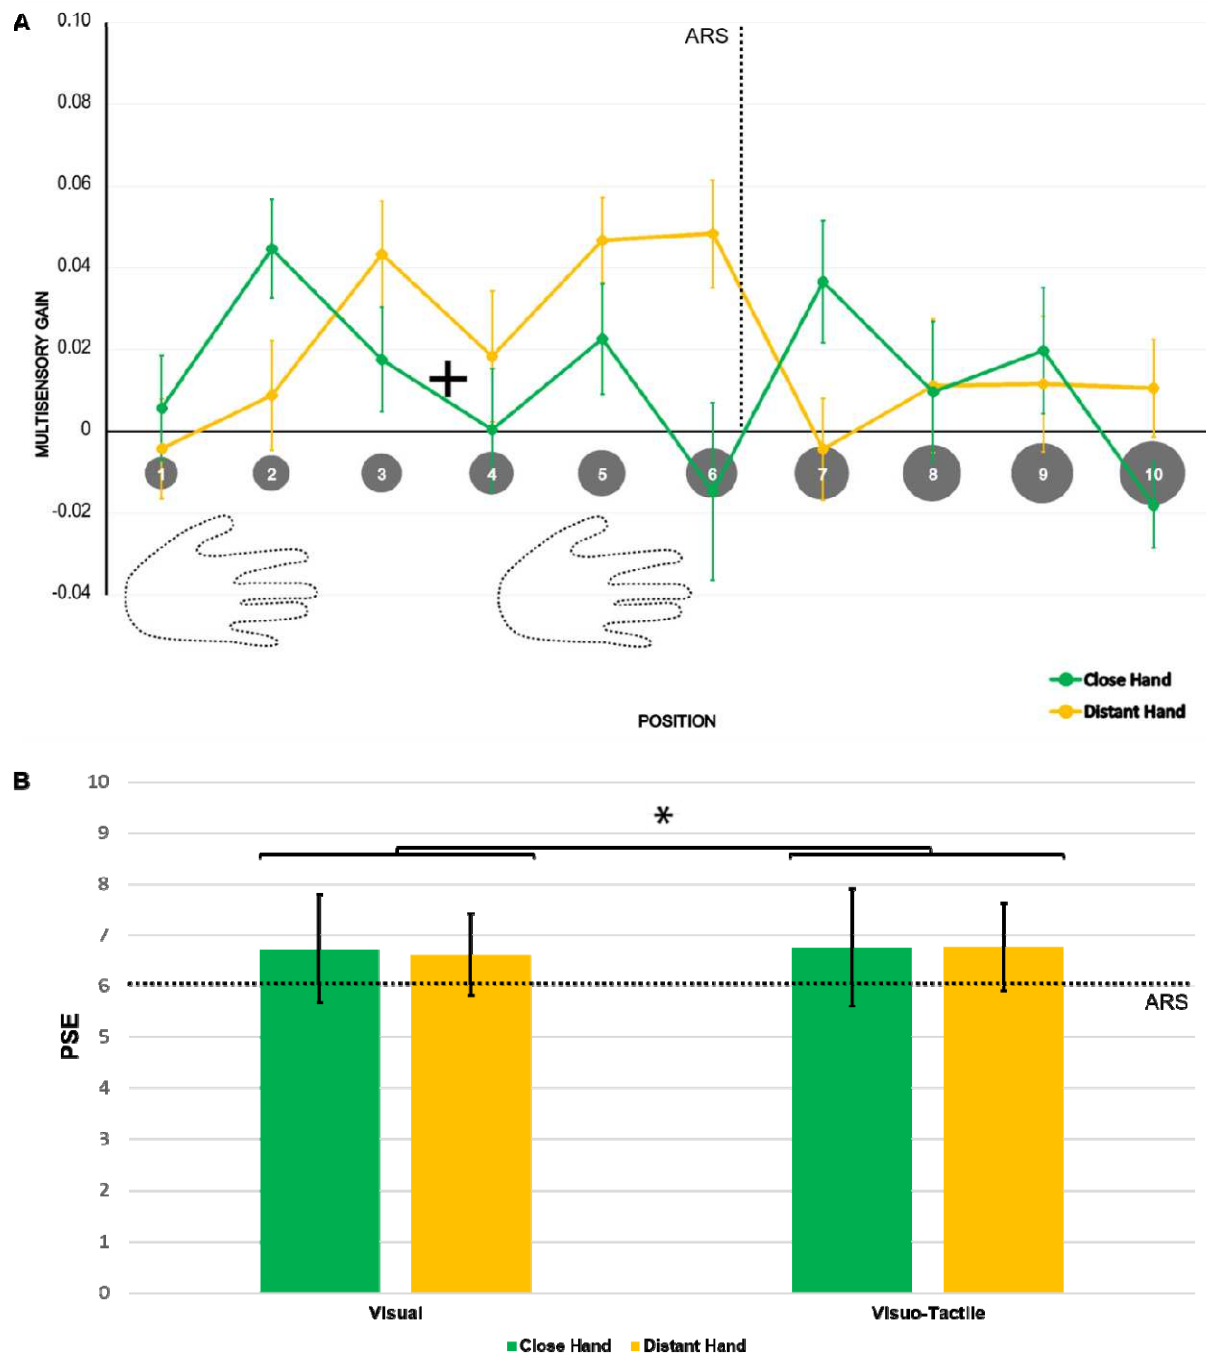 A
0.10
ARS
0.08
0.06
0.04
0.02
0
-0.02
-0.04
MULTISENSORY GAIN
1 2 3 4 5 6 7 8 9 10
Close Hand
Distant Hand
POSITION
B
10
9
*
8
7
6
ARS
5
4
3
2
1
0
PSE
Visual Visuo-Tactile
Close Hand Distant Hand